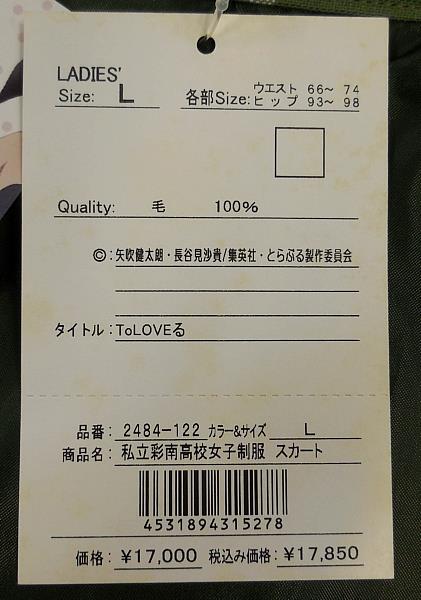 LADIES'
Size: L 各部Size: ウエスト 66～ 74
ヒップ 93～ 98
Quality: 毛 100%
©:矢吹健太朗・長谷見沙貴/集英社・とらぶる製作委員会
タイトル:ToLOVEる
品番: 2484-122 カラー&サイズ L
商品名: 私立彩南高校女子制服 スカート
4531894315278
価格: ¥17,000 税込み価格: ¥17,850